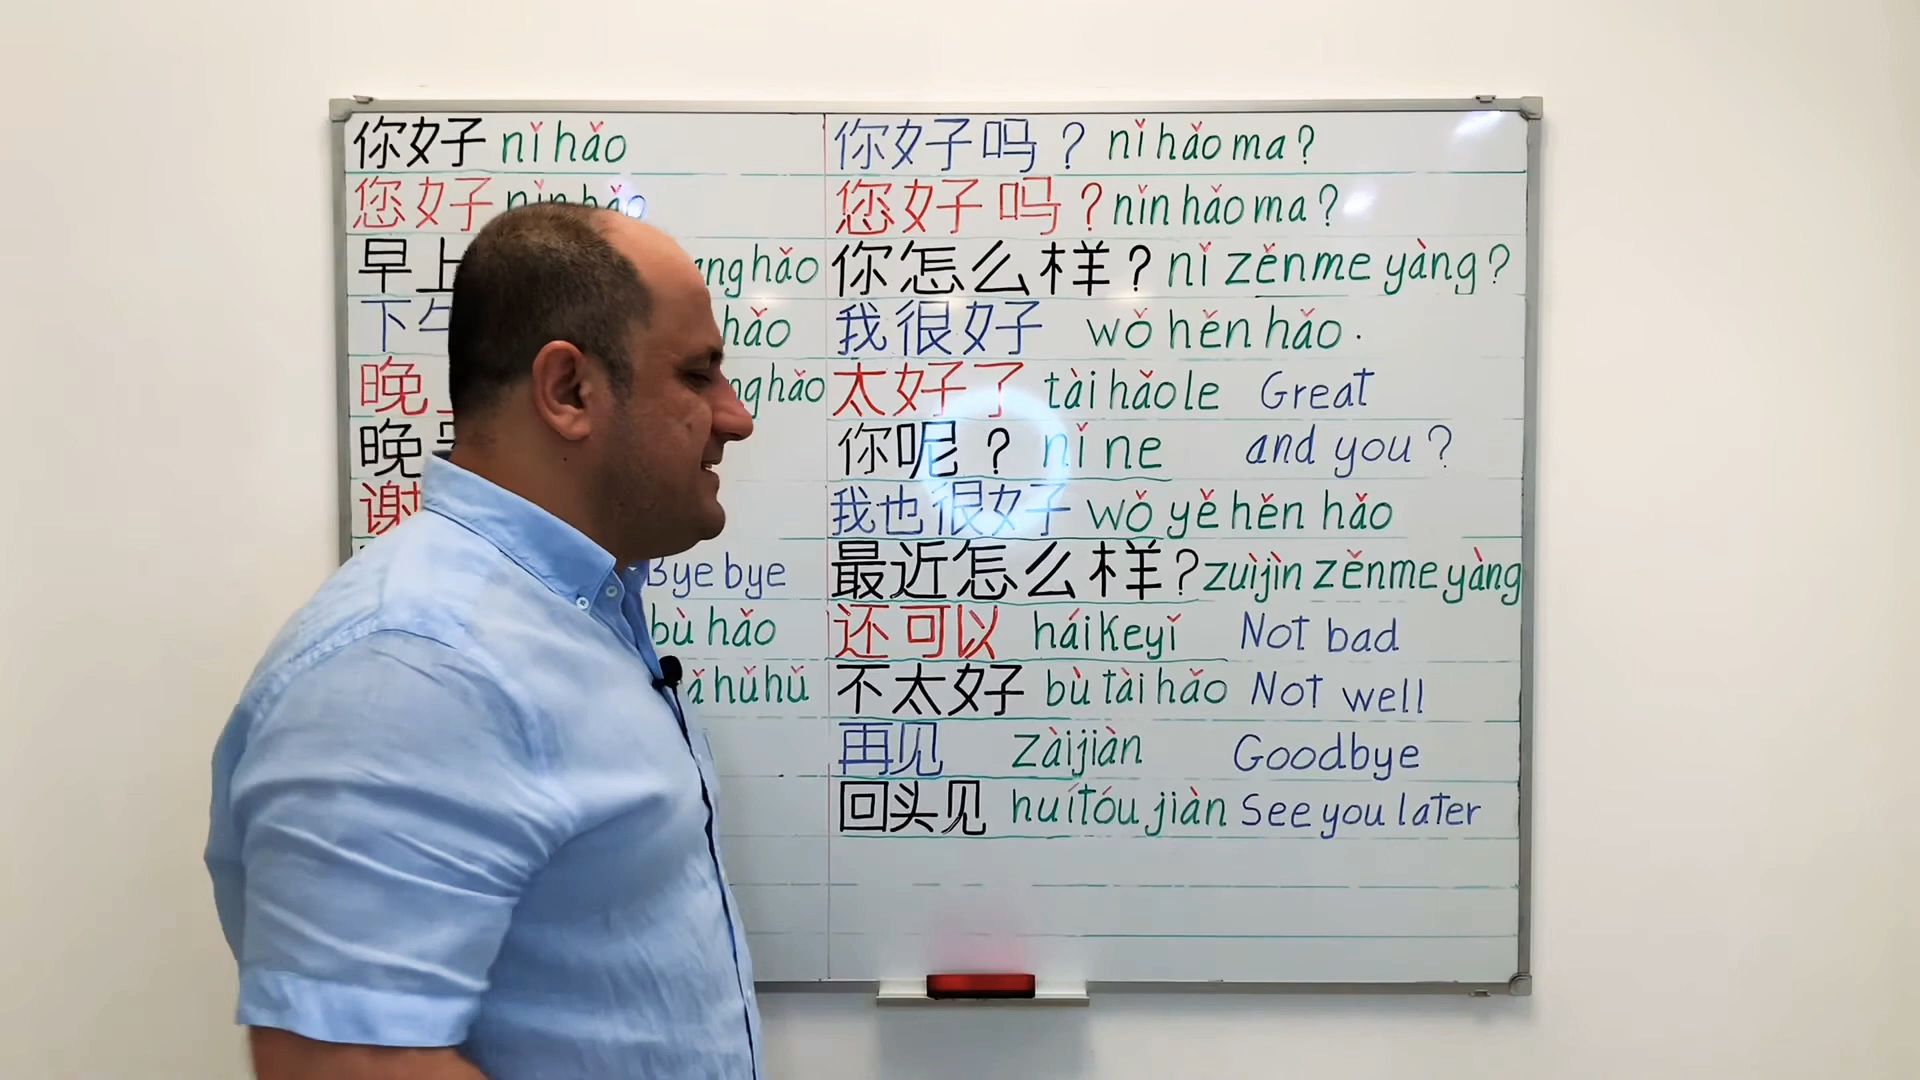 你好 nǐ hǎo
您好 nín hǎo
早上 hǎo
下午 hǎo
晚 hǎo
晚
谢
Bye bye
bù hǎo
hǔhǔ
你好吗? nǐ hǎo ma?
您好吗? nín hǎo ma?
你怎么样? nǐ zěnme yàng?
我很好 wǒ hěn hǎo.
太好了 tài hǎo le Great
你呢? nǐ ne and you?
我也很好 wǒ yě hěn hǎo
最近怎么样? zuìjìn zěnme yàng
还可以 háikeyǐ Not bad
不太好 bù tài hǎo Not well
再见 Zàijiàn Goodbye
回头见 huítóu jiàn See you later